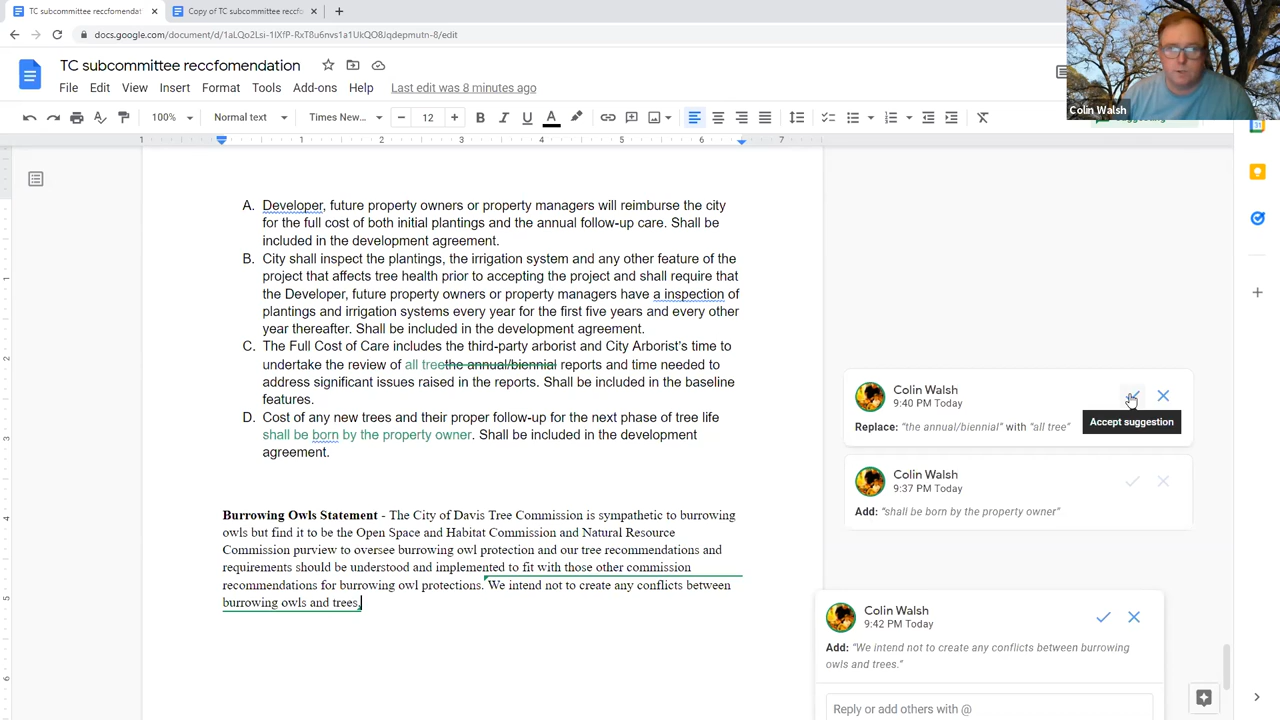 TC subcommittee reccfomendat
Copy of TC subcommittee reccfo
docs.google.com/document/d/1aLQo2Lsi-1IXfP-RxT8u6nvs1a1UkQO8Jqdepmutn-8/edit
TC subcommittee reccfomendation
File Edit View Insert Format Tools Add-ons Help Last edit was 8 minutes ago
Colin Walsh
100% Normal text Times New... 12
1 1 2 3 4 5 6 7
A. Developer, future property owners or property managers will reimburse the city
for the full cost of both initial plantings and the annual follow-up care. Shall be
included in the development agreement.
B. City shall inspect the plantings, the irrigation system and any other feature of the
project that affects tree health prior to accepting the project and shall require that
the Developer, future property owners or property managers have a inspection of
plantings and irrigation systems every year for the first five years and every other
year thereafter. Shall be included in the development agreement.
C. The Full Cost of Care includes the third-party arborist and City Arborist's time to
undertake the review of all treethe annual/biennial reports and time needed to
address significant issues raised in the reports. Shall be included in the baseline
features.
D. Cost of any new trees and their proper follow-up for the next phase of tree life
shall be born by the property owner. Shall be included in the development
agreement.
Burrowing Owls Statement - The City of Davis Tree Commission is sympathetic to burrowing
owls but find it to be the Open Space and Habitat Commission and Natural Resource
Commission purview to oversee burrowing owl protection and our tree recommendations and
requirements should be understood and implemented to fit with those other commission
recommendations for burrowing owl protections. We intend not to create any conflicts between
burrowing owls and trees.
Colin Walsh
9:40 PM Today
Accept suggestion
Replace: "the annual/biennial" with "all tree"
Colin Walsh
9:37 PM Today
Add: "shall be born by the property owner"
Colin Walsh
9:42 PM Today
Add: "We intend not to create any conflicts between burrowing
owls and trees."
Reply or add others with @